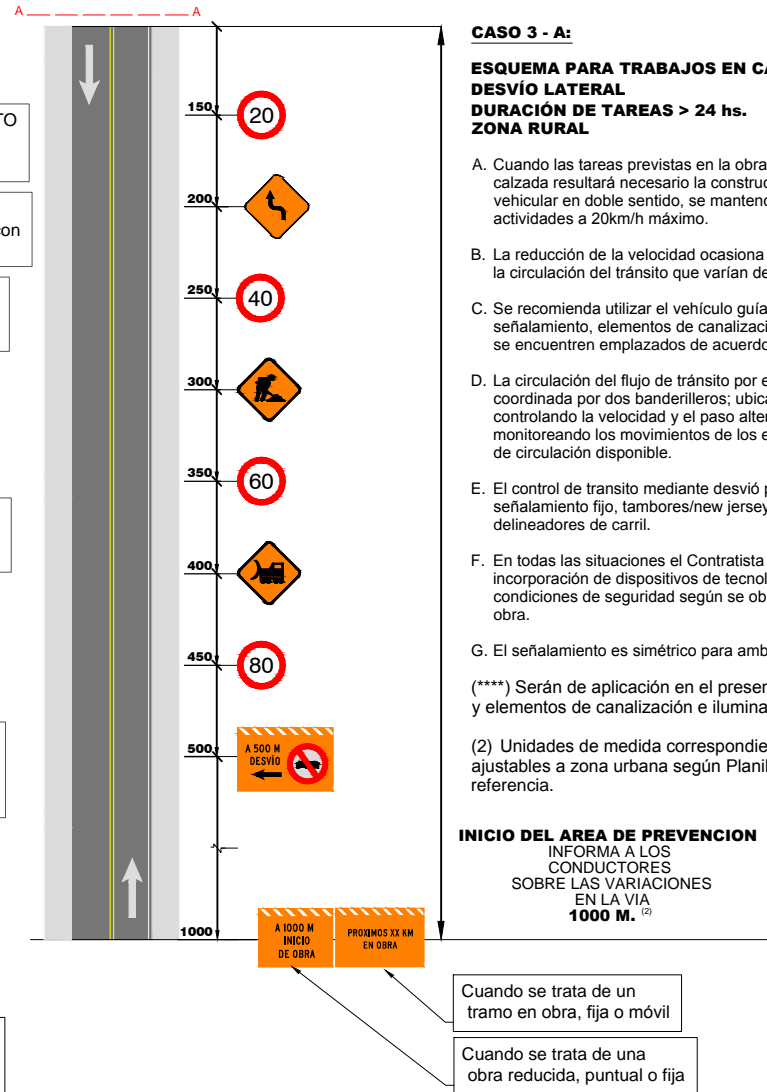 A A
TO
con
150
20
200
250
40
300
350
60
400
450
80
500
A 500 M
DESVÍO
1000
A 1000 M
INICIO
DE OBRA
PROXIMOS XX KM
EN OBRA
CASO 3 - A:
ESQUEMA PARA TRABAJOS EN CA
DESVÍO LATERAL
DURACIÓN DE TAREAS > 24 hs.
ZONA RURAL
A. Cuando las tareas previstas en la obra
calzada resultará necesario la construc
vehicular en doble sentido, se mantend
actividades a 20km/h máximo.
B. La reducción de la velocidad ocasiona
la circulación del tránsito que varían de
C. Se recomienda utilizar el vehículo guía
señalamiento, elementos de canalizaci
se encuentren emplazados de acuerdo
D. La circulación del flujo de tránsito por e
coordinada por dos banderilleros; ubica
controlando la velocidad y el paso alter
monitoreando los movimientos de los e
de circulación disponible.
E. El control de transito mediante desvió p
señalamiento fijo, tambores/new jersey
delineadores de carril.
F. En todas las situaciones el Contratista
incorporación de dispositivos de tecnol
condiciones de seguridad según se ob
obra.
G. El señalamiento es simétrico para amb
(****) Serán de aplicación en el presen
y elementos de canalización e ilumina
(2) Unidades de medida correspondie
ajustables a zona urbana según Planil
referencia.
INICIO DEL AREA DE PREVENCION
INFORMA A LOS
CONDUCTORES
SOBRE LAS VARIACIONES
EN LA VIA
1000 M. (2)
Cuando se trata de un
tramo en obra, fija o móvil
Cuando se trata de una
obra reducida, puntual o fija